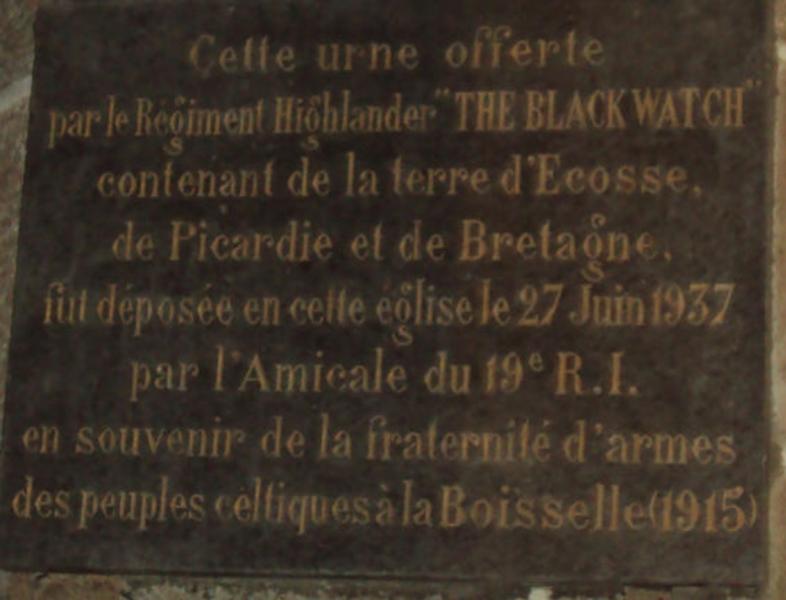 Cette urne offerte
par le Régiment Highlander "THE BLACK WATCH"
contenant de la terre d'Ecosse,
de Picardie et de Bretagne,
fut déposée en cette église le 27 Juin 1937
par l'Amicale du 19e R.I.
en souvenir de la fraternité d'armes
des peuples celtiques à la Boisselle (1915)